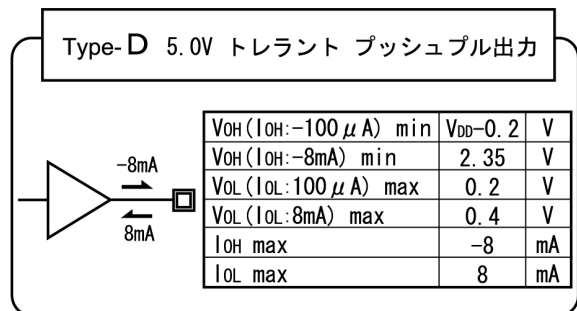 Type-D 5.0V トレラント プッシュプル出力
VOH(IOH:-100μA) min VDD-0.2 V
VOH(IOH:-8mA) min 2.35 V
VOL(IOL:100μA) max 0.2 V
VOL(IOL:8mA) max 0.4 V
IOH max -8 mA
IOL max 8 mA
-8mA
8mA